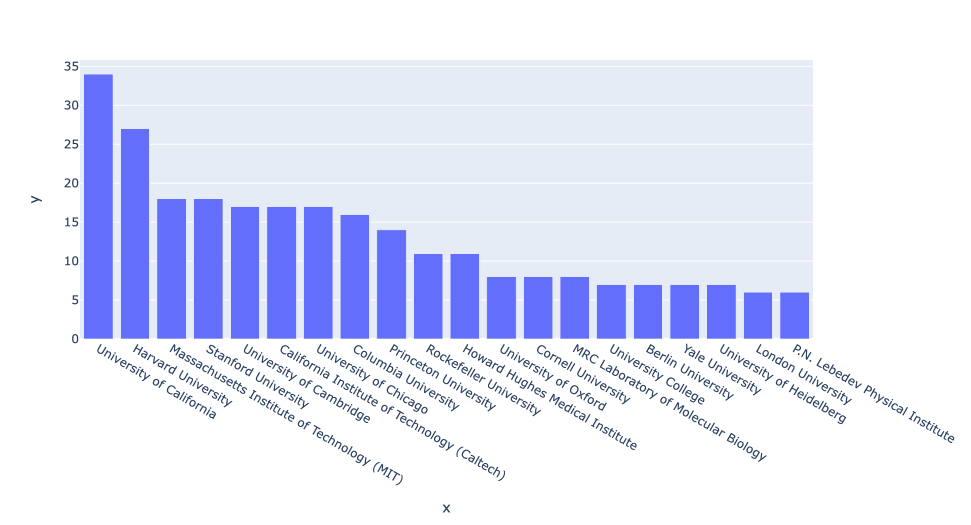 35
30
25
20
15
10
5
0
y
University of California
Harvard University
Massachusetts Institute of Technology (MIT)
Stanford University
University of Cambridge
California Institute of Technology (Caltech)
University of Chicago
Columbia University
Princeton University
Rockefeller University
Howard Hughes Medical Institute
University of Oxford
Cornell University
MRC Laboratory of Molecular Biology
University College
Berlin University
Yale University
University of Heidelberg
London University
P.N. Lebedev Physical Institute
x